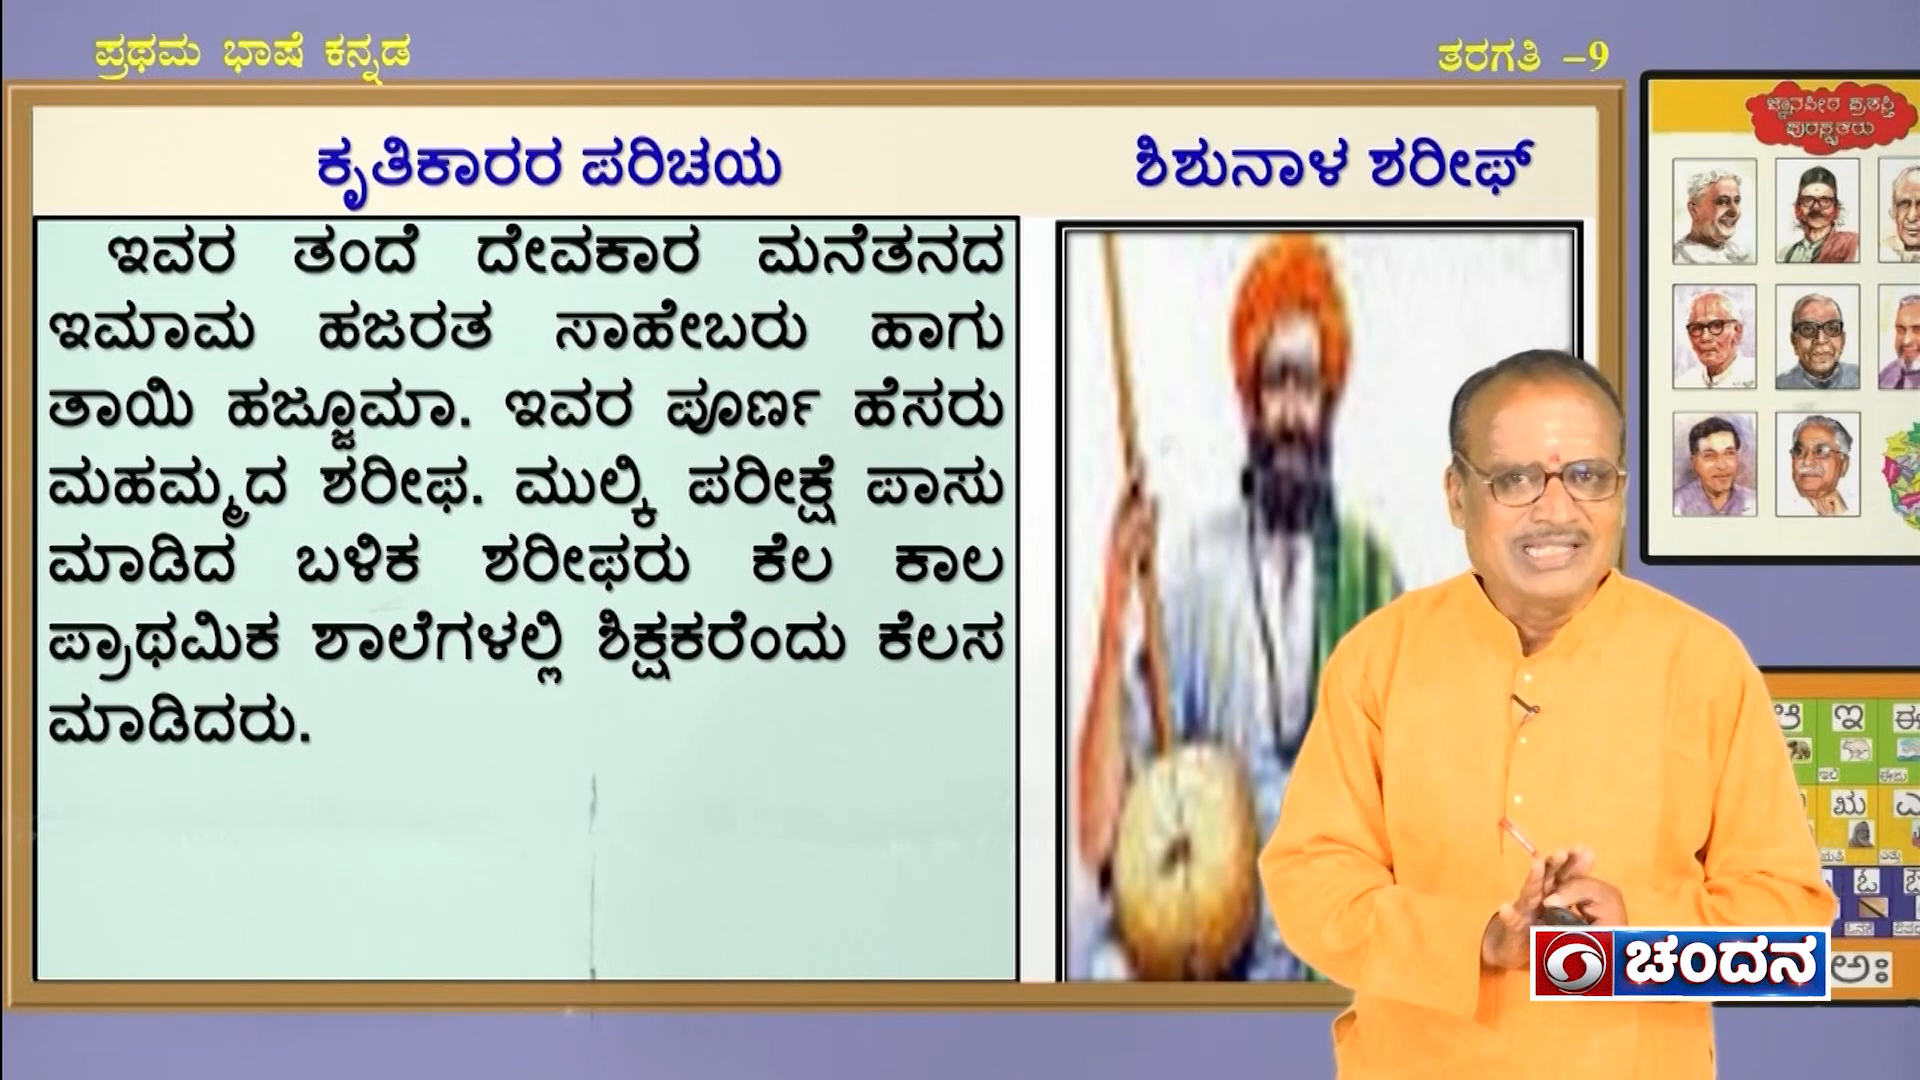 ಪ್ರಥಮ ಭಾಷೆ ಕನ್ನಡ
ತರಗತಿ –9
ಜ್ಞಾನಪೀಠ ಪ್ರಶಸ್ತಿ
ಪುರಸ್ಕೃತರು
ಕೃತಿಕಾರರ ಪರಿಚಯ
ಶಿಶುನಾಳ ಶರೀಫ್
ಇವರ ತಂದೆ ದೇವಕಾರ ಮನೆತನದ
ಇಮಾಮ ಹಜರತ ಸಾಹೇಬರು ಹಾಗು
ತಾಯಿ ಹಜ್ಜೂಮಾ. ಇವರ ಪೂರ್ಣ ಹೆಸರು
ಮಹಮ್ಮದ ಶರೀಫ. ಮುಲ್ಕಿ ಪರೀಕ್ಷೆ ಪಾಸು
ಮಾಡಿದ ಬಳಿಕ ಶರೀಫರು ಕೆಲ ಕಾಲ
ಪ್ರಾಥಮಿಕ ಶಾಲೆಗಳಲ್ಲಿ ಶಿಕ್ಷಕರೆಂದು ಕೆಲಸ
ಮಾಡಿದರು.
ಇ ಈ
ಋ ಎ
ಓ
ಅಃ
ಚಂದನ